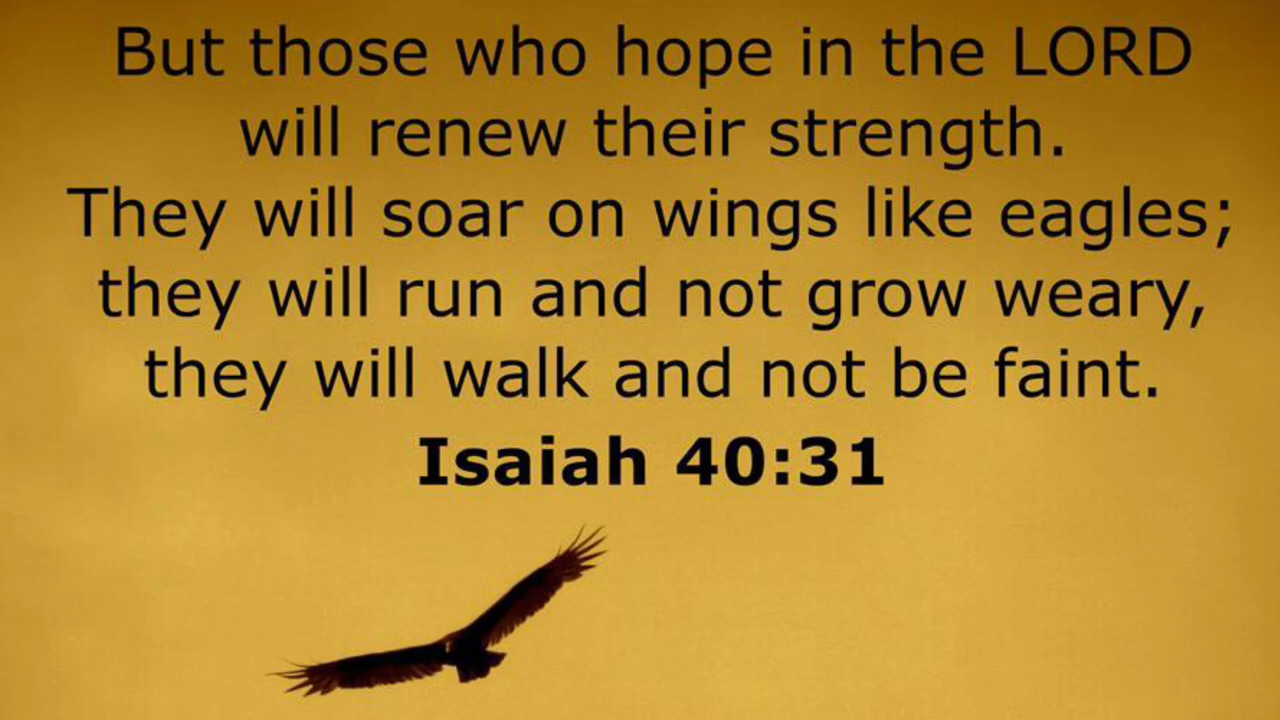 But those who hope in the LORD
will renew their strength.
They will soar on wings like eagles;
they will run and not grow weary,
they will walk and not be faint.
Isaiah 40:31